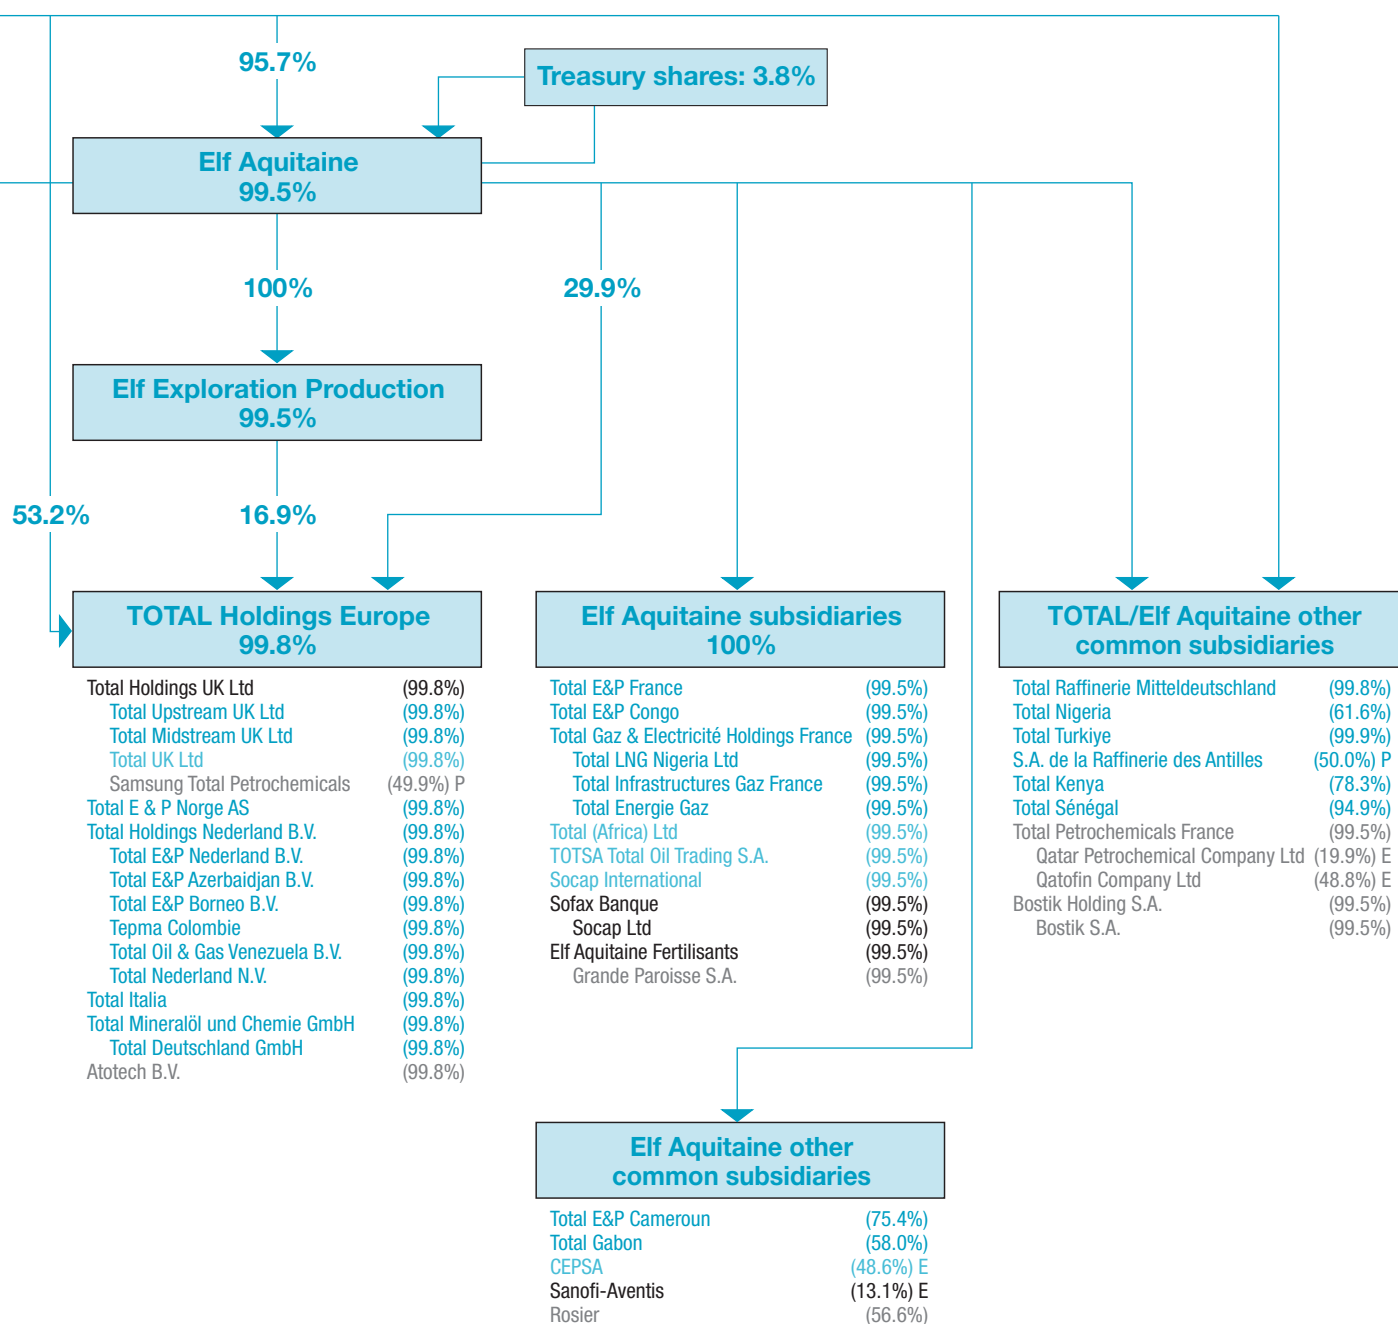 95.7%
Treasury shares: 3.8%
Elf Aquitaine
99.5%
100%
29.9%
Elf Exploration Production
99.5%
53.2%
16.9%
TOTAL Holdings Europe
99.8%
Total Holdings UK Ltd (99.8%)
Total Upstream UK Ltd (99.8%)
Total Midstream UK Ltd (99.8%)
Total UK Ltd (99.8%)
Samsung Total Petrochemicals (49.9%) P
Total E & P Norge AS (99.8%)
Total Holdings Nederland B.V. (99.8%)
Total E&P Nederland B.V. (99.8%)
Total E&P Azerbaidjan B.V. (99.8%)
Total E&P Borneo B.V. (99.8%)
Tepma Colombie (99.8%)
Total Oil & Gas Venezuela B.V. (99.8%)
Total Nederland N.V. (99.8%)
Total Italia (99.8%)
Total Mineralöl und Chemie GmbH (99.8%)
Total Deutschland GmbH (99.8%)
Atotech B.V. (99.8%)
Elf Aquitaine subsidiaries
100%
Total E&P France (99.5%)
Total E&P Congo (99.5%)
Total Gaz & Electricité Holdings France (99.5%)
Total LNG Nigeria Ltd (99.5%)
Total Infrastructures Gaz France (99.5%)
Total Energie Gaz (99.5%)
Total (Africa) Ltd (99.5%)
TOTSA Total Oil Trading S.A. (99.5%)
Socap International (99.5%)
Sofax Banque (99.5%)
Socap Ltd (99.5%)
Elf Aquitaine Fertilisants (99.5%)
Grande Paroisse S.A. (99.5%)
TOTAL/Elf Aquitaine other
common subsidiaries
Total Raffinerie Mitteldeutschland (99.8%)
Total Nigeria (61.6%)
Total Turkiye (99.9%)
S.A. de la Raffinerie des Antilles (50.0%) P
Total Kenya (78.3%)
Total Sénégal (94.9%)
Total Petrochemicals France (99.5%)
Qatar Petrochemical Company Ltd (19.9%) E
Qatofin Company Ltd (48.8%) E
Bostik Holding S.A. (99.5%)
Bostik S.A. (99.5%)
Elf Aquitaine other
common subsidiaries
Total E&P Cameroun (75.4%)
Total Gabon (58.0%)
CEPSA (48.6%) E
Sanofi-Aventis (13.1%) E
Rosier (56.6%)